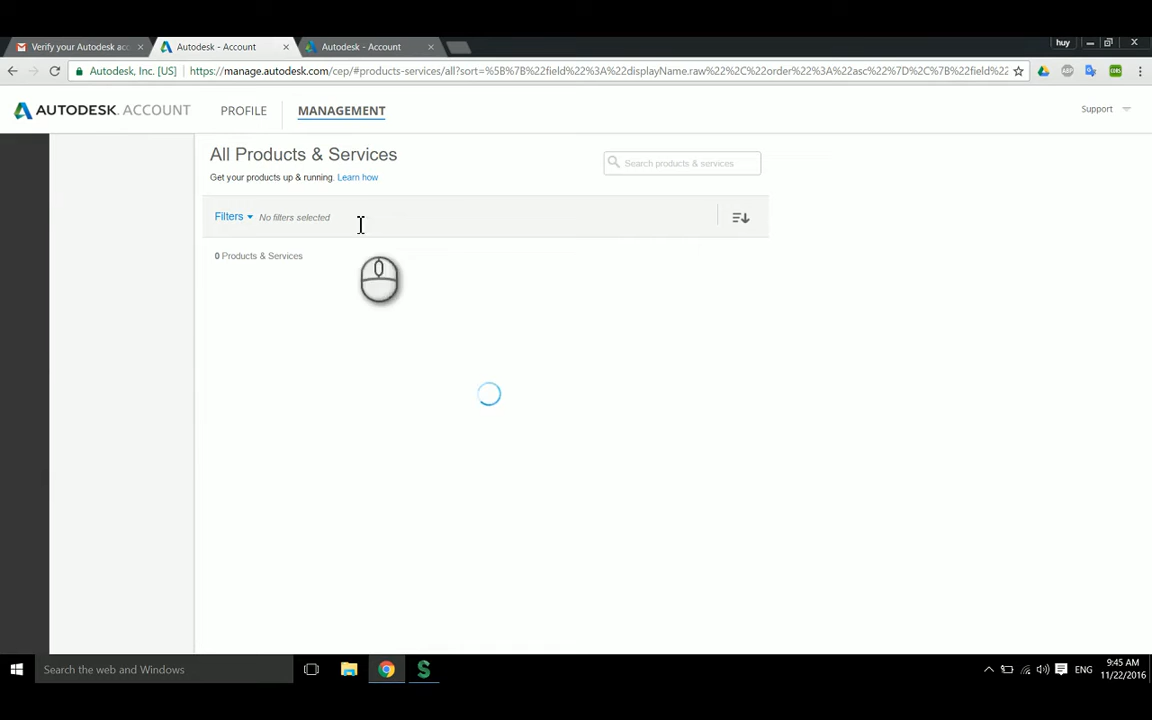 Verify your Autodesk acc
Autodesk - Account
Autodesk - Account
huy
Autodesk, Inc. [US]
https://manage.autodesk.com/cep/#products-services/all?sort=%5B%7B%22field%22%3A%22displayName.raw%22%2C%22order%22%3A%22asc%22%7D%2C%7B%22field%22%
AUTODESK. ACCOUNT
PROFILE
MANAGEMENT
Support
All Products & Services
Search products & services
Get your products up & running. Learn how
Filters
No filters selected
0 Products & Services
Search the web and Windows
ENG
9:45 AM
11/22/2016